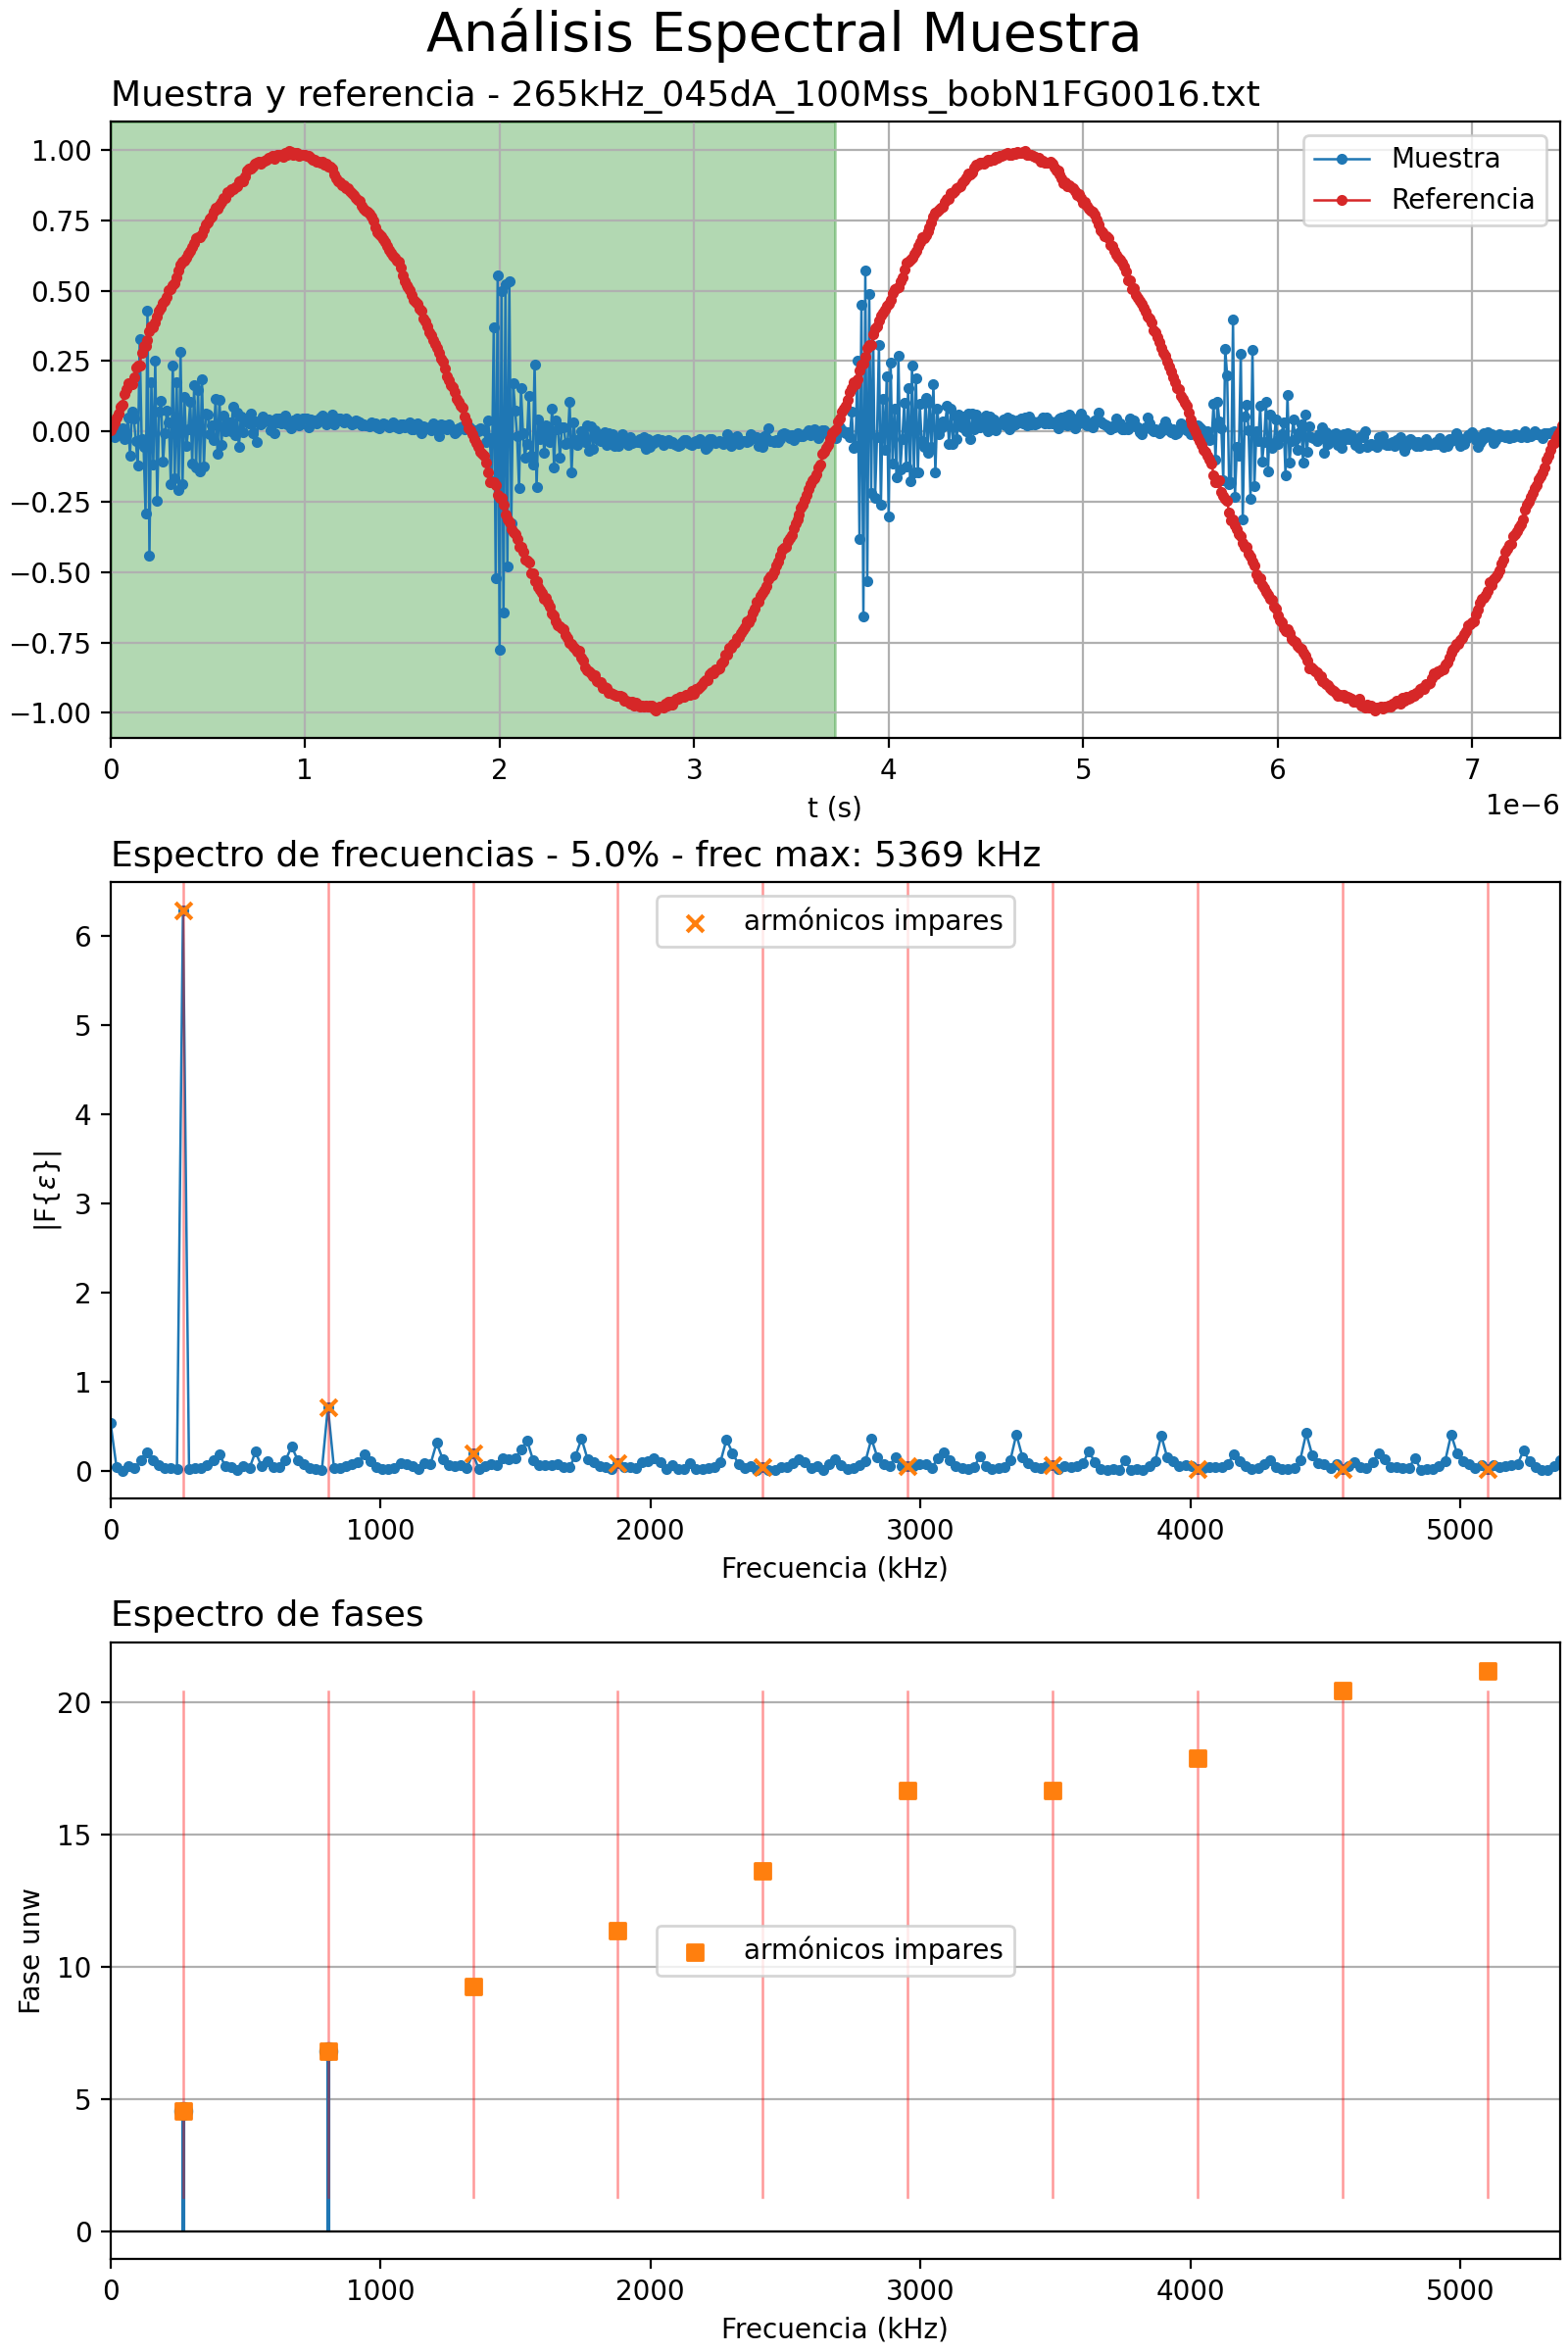 Análisis Espectral Muestra
Muestra y referencia - 265kHz_045dA_100Mss_bobN1FG0016.txt
1.00
0.75
0.50
0.25
0.00
−0.25
−0.50
−0.75
−1.00
Muestra
Referencia
0 1 2 3 4 5 6 7
t (s)
1e−6
Espectro de frecuencias - 5.0% - frec max: 5369 kHz
armónicos impares
6
5
4
3
2
1
0
|F{ε}|
0 1000 2000 3000 4000 5000
Frecuencia (kHz)
Espectro de fases
20
15
10
5
0
Fase unw
armónicos impares
0 1000 2000 3000 4000 5000
Frecuencia (kHz)